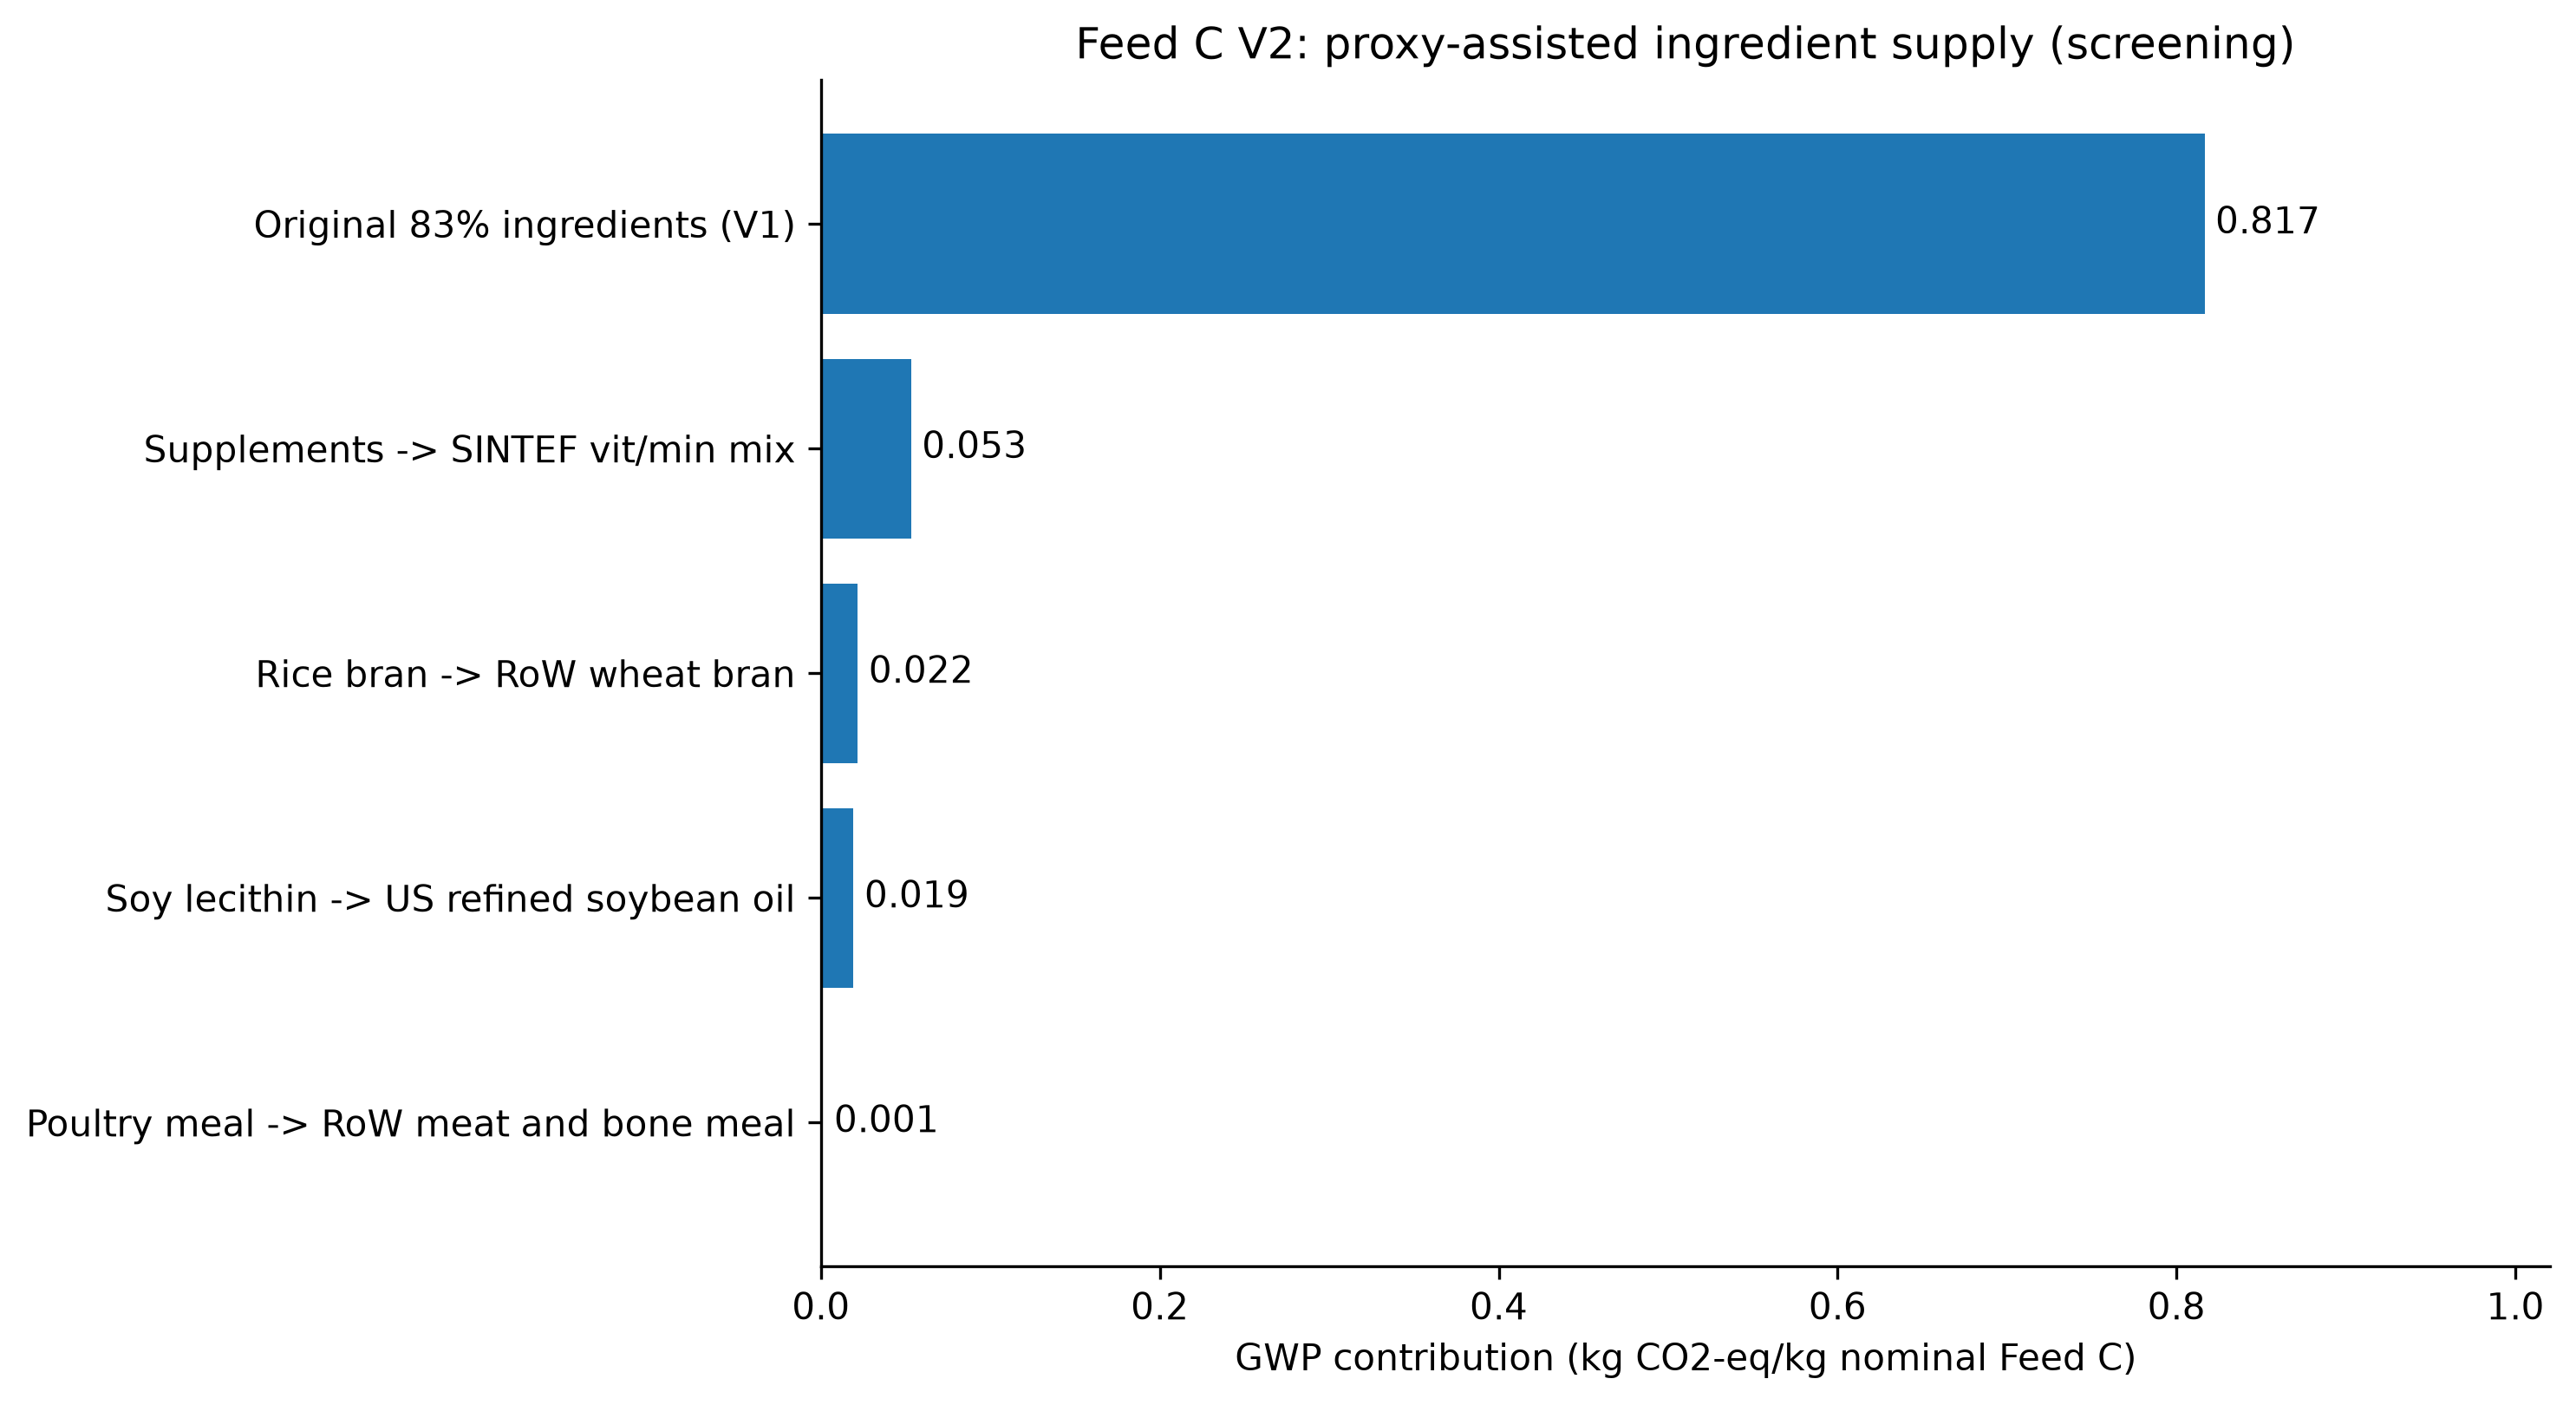 Feed C V2: proxy-assisted ingredient supply (screening)
Original 83% ingredients (V1)
0.817
Supplements -> SINTEF vit/min mix
0.053
Rice bran -> RoW wheat bran
0.022
Soy lecithin -> US refined soybean oil
0.019
Poultry meal -> RoW meat and bone meal
0.001
0.0 0.2 0.4 0.6 0.8 1.0
GWP contribution (kg CO2-eq/kg nominal Feed C)